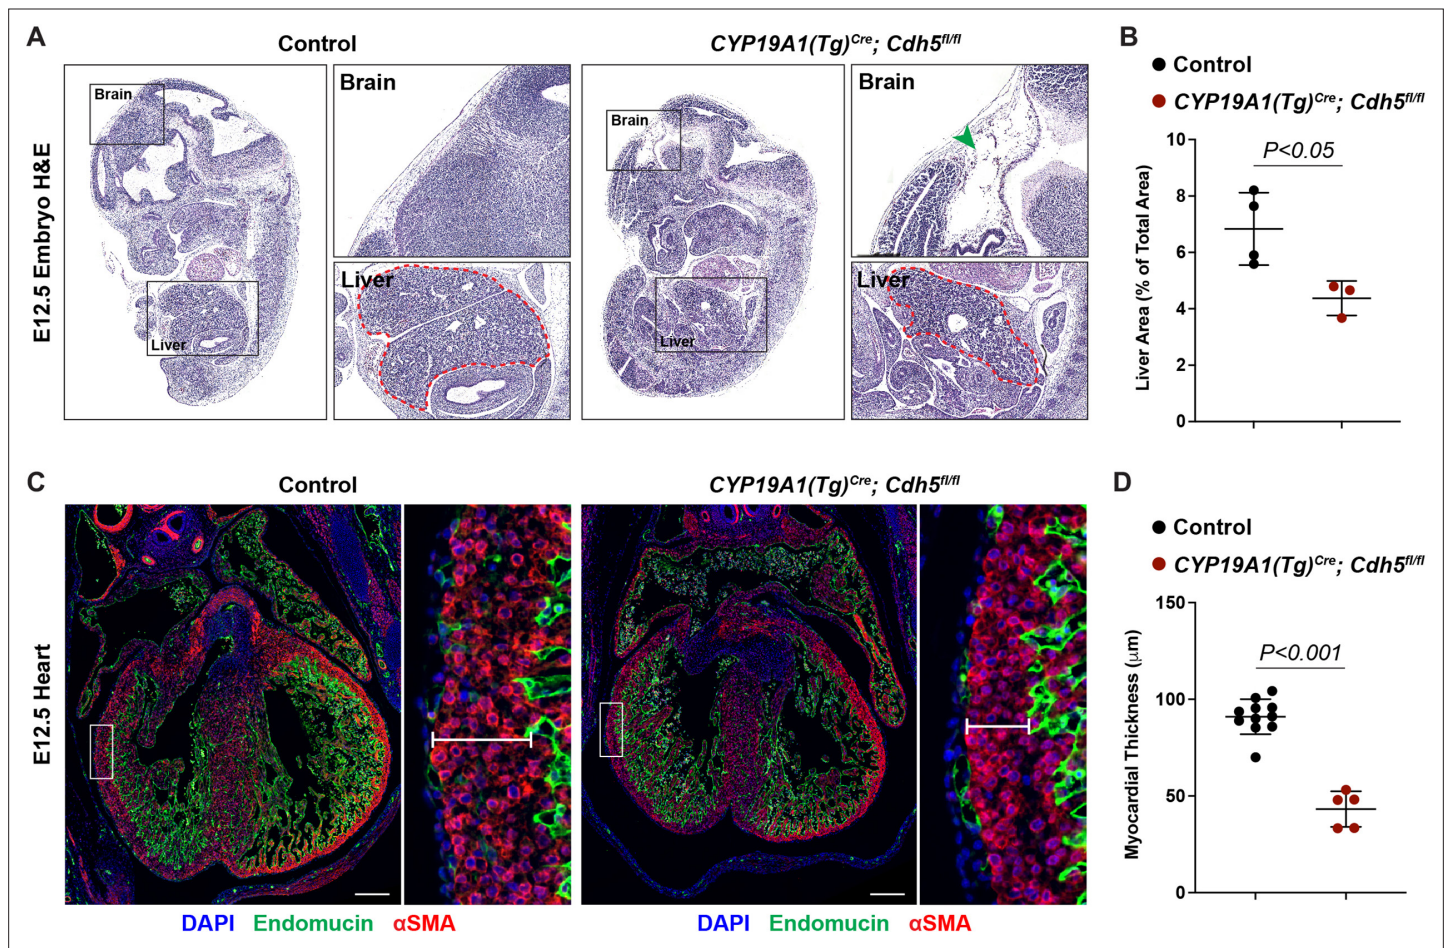 A
Control
CYP19A1(Tg)Cre; Cdh5fl/fl
E12.5 Embryo H&E
Brain
Brain
Liver
Liver
Brain
Brain
Liver
Liver
B
Control
CYP19A1(Tg)Cre; Cdh5fl/fl
Liver Area (% of Total Area)
10
8
6
4
2
0
P<0.05
C
Control
CYP19A1(Tg)Cre; Cdh5fl/fl
E12.5 Heart
DAPI Endomucin αSMA
DAPI Endomucin αSMA
D
Control
CYP19A1(Tg)Cre; Cdh5fl/fl
Myocardial Thickness (μm)
150
100
50
0
P<0.001